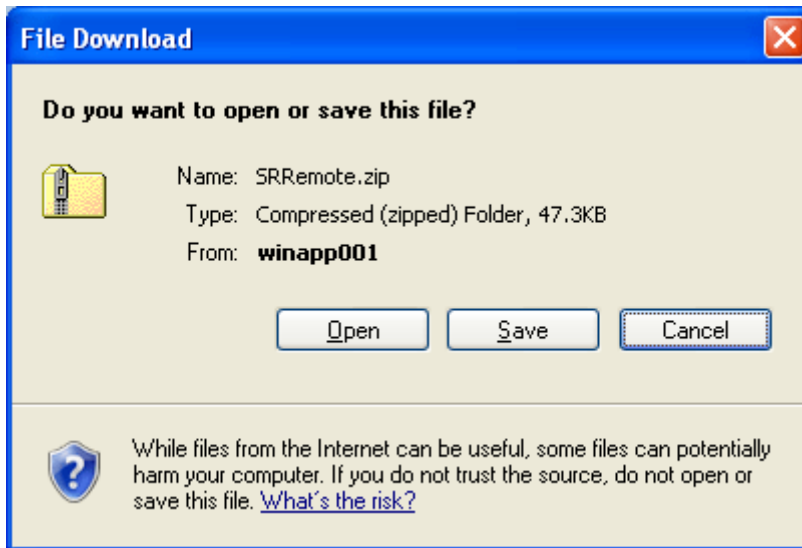 File Download
Do you want to open or save this file?
Name: SRRemote.zip
Type: Compressed (zipped) Folder, 47.3KB
From: winapp001
Open Save Cancel
While files from the Internet can be useful, some files can potentially
harm your computer. If you do not trust the source, do not open or
save this file. What's the risk?